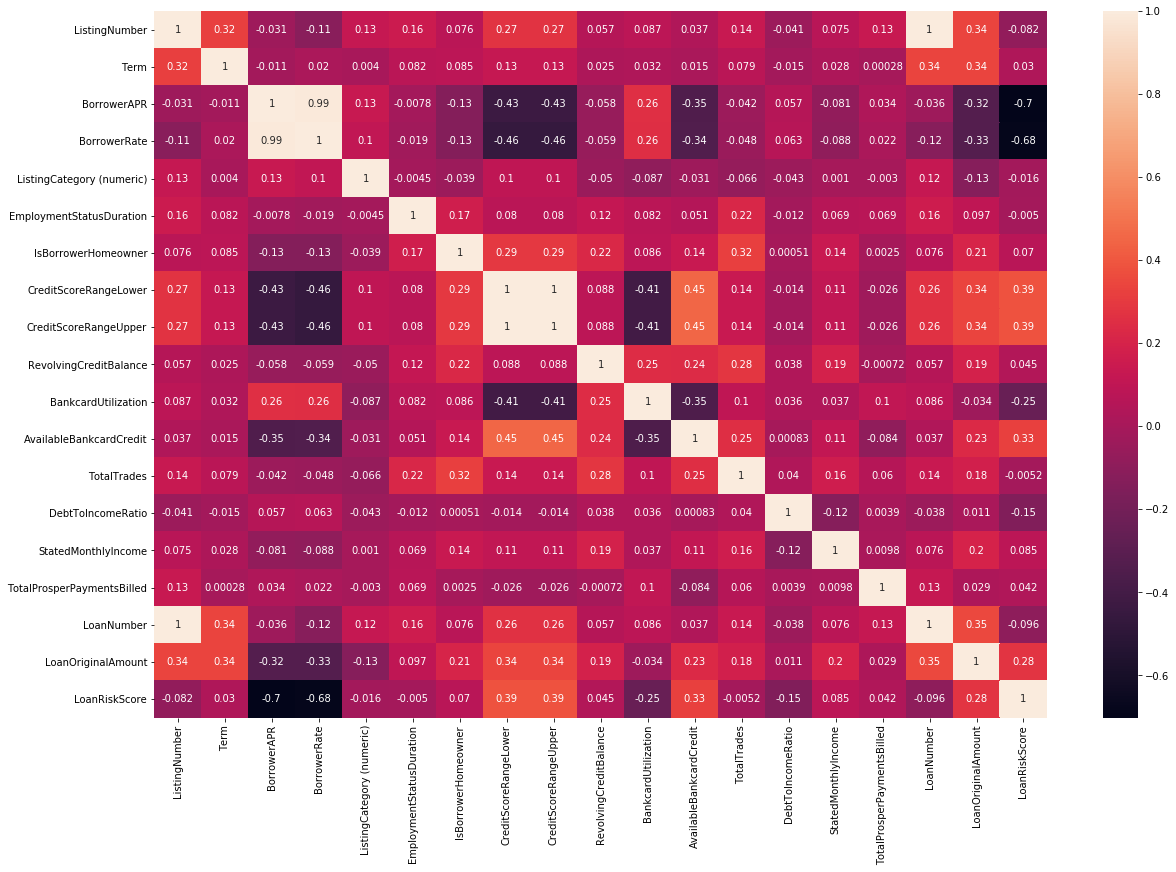 ListingNumber 1 0.32 -0.031 -0.11 0.13 0.16 0.076 0.27 0.27 0.057 0.087 0.037 0.14 -0.041 0.075 0.13 1 0.34 -0.082
Term 0.32 1 -0.011 0.02 0.004 0.082 0.085 0.13 0.13 0.025 0.032 0.015 0.079 -0.015 0.028 0.00028 0.34 0.34 0.03
BorrowerAPR -0.031 -0.011 1 0.99 0.13 -0.0078 -0.13 -0.43 -0.43 -0.058 0.26 -0.35 -0.042 0.057 -0.081 0.034 -0.036 -0.32 -0.7
BorrowerRate -0.11 0.02 0.99 1 0.1 -0.019 -0.13 -0.46 -0.46 -0.059 0.26 -0.34 -0.048 0.063 -0.088 0.022 -0.12 -0.33 -0.68
ListingCategory (numeric) 0.13 0.004 0.13 0.1 1 -0.0045 -0.039 0.1 0.1 -0.05 -0.087 -0.031 -0.066 -0.043 0.001 -0.003 0.12 -0.13 -0.016
EmploymentStatusDuration 0.16 0.082 -0.0078 -0.019 -0.0045 1 0.17 0.08 0.08 0.12 0.082 0.051 0.22 -0.012 0.069 0.069 0.16 0.097 -0.005
IsBorrowerHomeowner 0.076 0.085 -0.13 -0.13 -0.039 0.17 1 0.29 0.29 0.22 0.086 0.14 0.32 0.00051 0.14 0.0025 0.076 0.21 0.07
CreditScoreRangeLower 0.27 0.13 -0.43 -0.46 0.1 0.08 0.29 1 1 0.088 -0.41 0.45 0.14 -0.014 0.11 -0.026 0.26 0.34 0.39
CreditScoreRangeUpper 0.27 0.13 -0.43 -0.46 0.1 0.08 0.29 1 1 0.088 -0.41 0.45 0.14 -0.014 0.11 -0.026 0.26 0.34 0.39
RevolvingCreditBalance 0.057 0.025 -0.058 -0.059 -0.05 0.12 0.22 0.088 0.088 1 0.25 0.24 0.28 0.038 0.19 -0.00072 0.057 0.19 0.045
BankcardUtilization 0.087 0.032 0.26 0.26 -0.087 0.082 0.086 -0.41 -0.41 0.25 1 -0.35 0.1 0.036 0.037 0.1 0.086 -0.034 -0.25
AvailableBankcardCredit 0.037 0.015 -0.35 -0.34 -0.031 0.051 0.14 0.45 0.45 0.24 -0.35 1 0.25 0.00083 0.11 -0.084 0.037 0.23 0.33
TotalTrades 0.14 0.079 -0.042 -0.048 -0.066 0.22 0.32 0.14 0.14 0.28 0.1 0.25 1 0.04 0.16 0.06 0.14 0.18 -0.0052
DebtToIncomeRatio -0.041 -0.015 0.057 0.063 -0.043 -0.012 0.00051 -0.014 -0.014 0.038 0.036 0.00083 0.04 1 -0.12 0.0039 -0.038 0.011 -0.15
StatedMonthlyIncome 0.075 0.028 -0.081 -0.088 0.001 0.069 0.14 0.11 0.11 0.19 0.037 0.11 0.16 -0.12 1 0.0098 0.076 0.2 0.085
TotalProsperPaymentsBilled 0.13 0.00028 0.034 0.022 -0.003 0.069 0.0025 -0.026 -0.026 -0.00072 0.1 -0.084 0.06 0.0039 0.0098 1 0.13 0.029 0.042
LoanNumber 1 0.34 -0.036 -0.12 0.12 0.16 0.076 0.26 0.26 0.057 0.086 0.037 0.14 -0.038 0.076 0.13 1 0.35 -0.096
LoanOriginalAmount 0.34 0.34 -0.32 -0.33 -0.13 0.097 0.21 0.34 0.34 0.19 -0.034 0.23 0.18 0.011 0.2 0.029 0.35 1 0.28
LoanRiskScore -0.082 0.03 -0.7 -0.68 -0.016 -0.005 0.07 0.39 0.39 0.045 -0.25 0.33 -0.0052 -0.15 0.085 0.042 -0.096 0.28 1
ListingNumber
Term
BorrowerAPR
BorrowerRate
ListingCategory (numeric)
EmploymentStatusDuration
IsBorrowerHomeowner
CreditScoreRangeLower
CreditScoreRangeUpper
RevolvingCreditBalance
BankcardUtilization
AvailableBankcardCredit
TotalTrades
DebtToIncomeRatio
StatedMonthlyIncome
TotalProsperPaymentsBilled
LoanNumber
LoanOriginalAmount
LoanRiskScore
1.0
0.8
0.6
0.4
0.2
0.0
−0.2
−0.4
−0.6